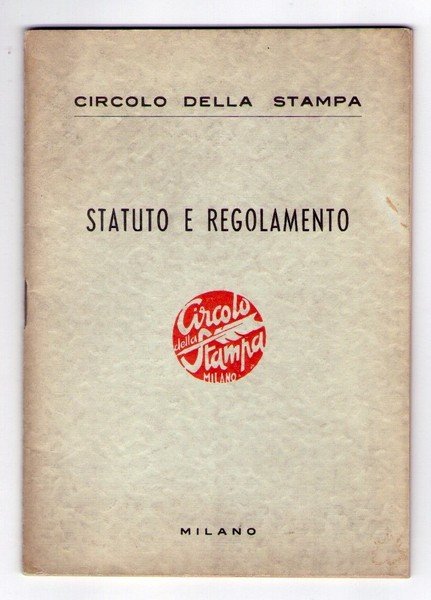 CIRCOLO DELLA STAMPA
STATUTO E REGOLAMENTO
Circolo
della
Stampa
MILANO
MILANO